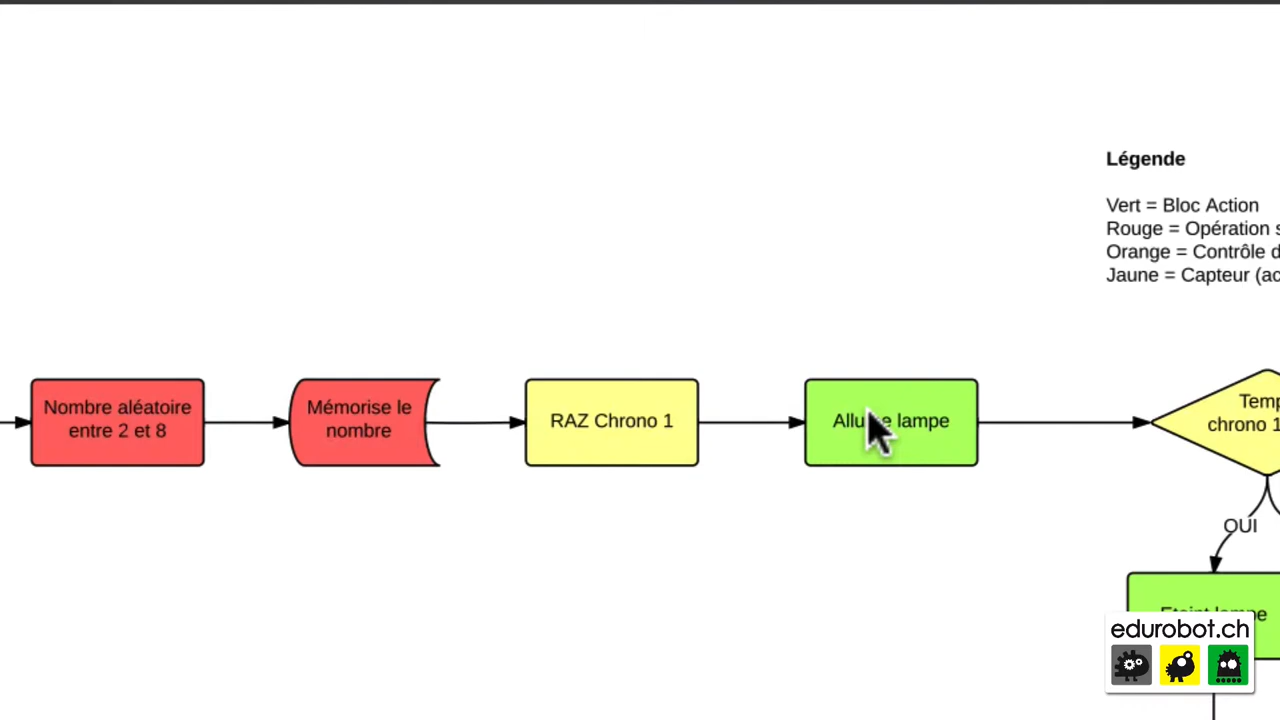 Légende
Vert = Bloc Action
Rouge = Opération
Orange = Contrôle
Jaune = Capteur
Nombre aléatoire
entre 2 et 8
Mémorise le
nombre
RAZ Chrono 1
lampe
chrono 1
OUI
edurobot.ch